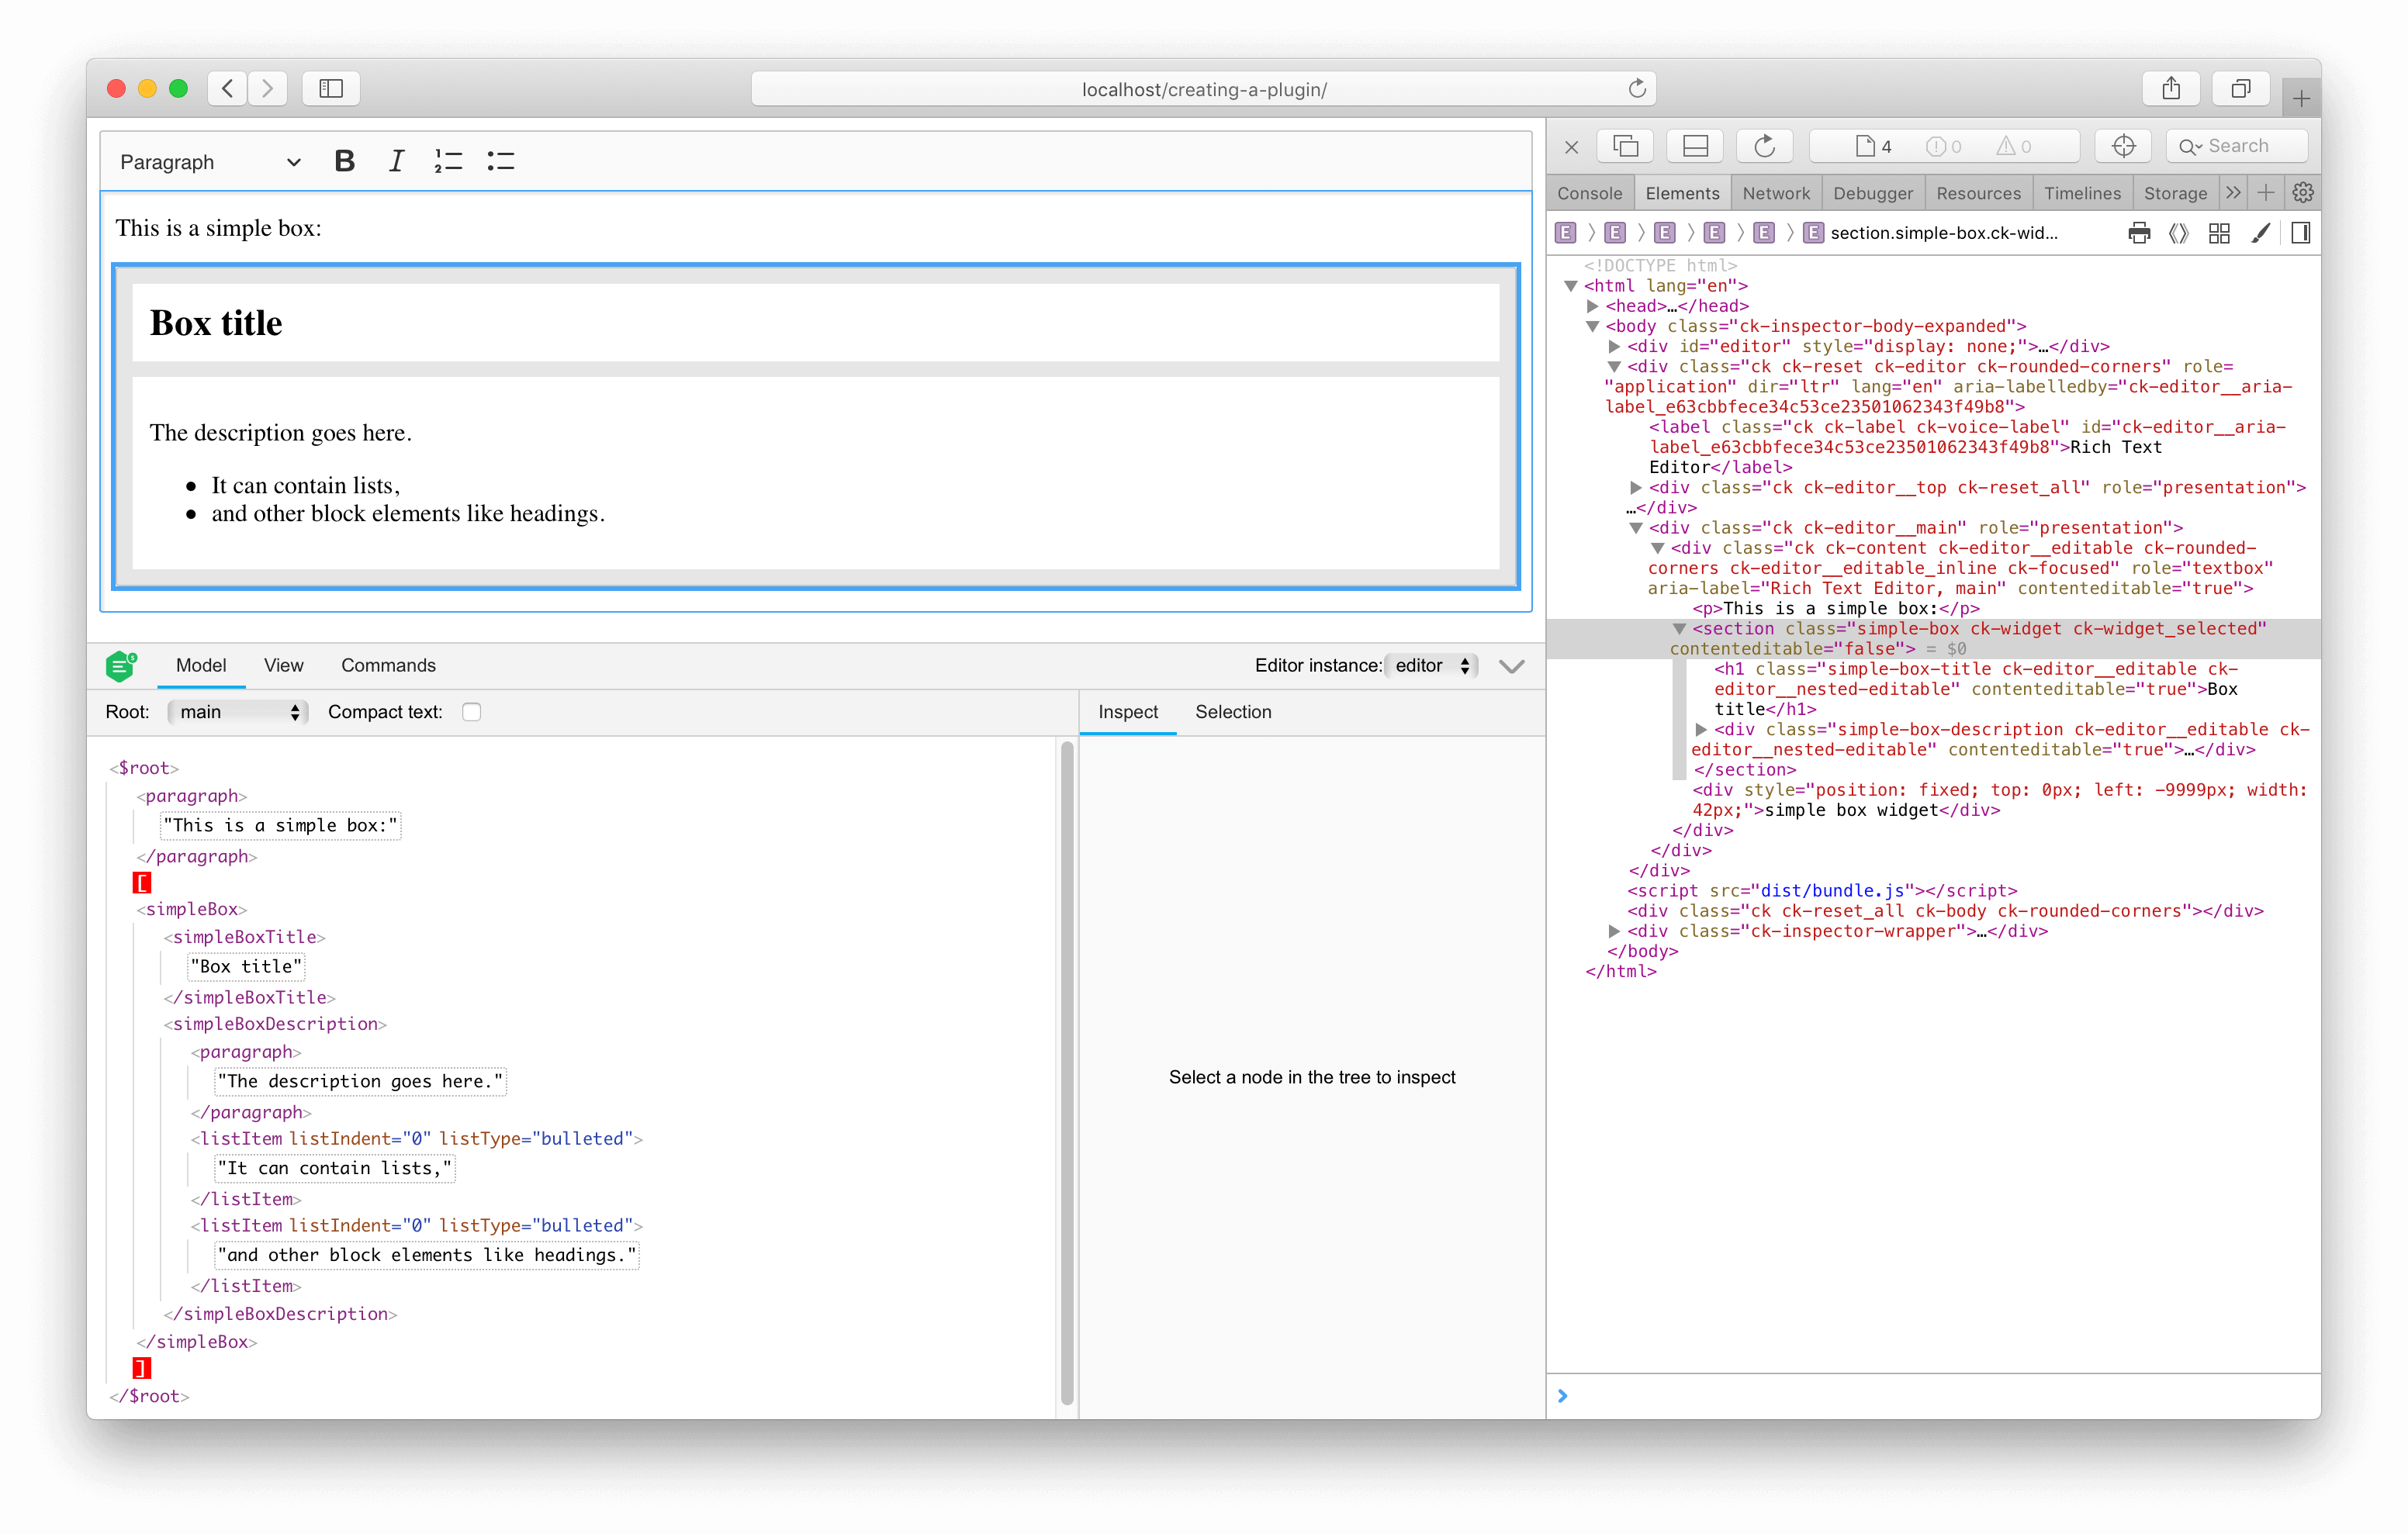 localhost/creating-a-plugin/
Paragraph B I
This is a simple box:
Box title
The description goes here.
It can contain lists,
and other block elements like headings.
Model View Commands Editor instance: editor
Root: main Compact text:
Inspect Selection
<$root>
<paragraph>
"This is a simple box:"
</paragraph>
[
<simpleBox>
<simpleBoxTitle>
"Box title"
</simpleBoxTitle>
<simpleBoxDescription>
<paragraph>
"The description goes here."
</paragraph>
<listItem listIndent="0" listType="bulleted">
"It can contain lists,"
</listItem>
<listItem listIndent="0" listType="bulleted">
"and other block elements like headings."
</listItem>
</simpleBoxDescription>
</simpleBox>
]
</$root>
Select a node in the tree to inspect
4 0 0 Search
Console Elements Network Debugger Resources Timelines Storage
E E E E E E section.simple-box.ck-wid...
<!DOCTYPE html>
<html lang="en">
<head>…</head>
<body class="ck-inspector-body-expanded">
<div id="editor" style="display: none;">…</div>
<div class="ck ck-reset ck-editor ck-rounded-corners" role=
"application" dir="ltr" lang="en" aria-labelledby="ck-editor__aria-
label_e63cbbfece34c53ce23501062343f49b8">
<label class="ck ck-label ck-voice-label" id="ck-editor__aria-
label_e63cbbfece34c53ce23501062343f49b8">Rich Text
Editor</label>
<div class="ck ck-editor__top ck-reset_all" role="presentation">
…</div>
<div class="ck ck-editor__main" role="presentation">
<div class="ck ck-content ck-editor__editable ck-rounded-
corners ck-editor__editable_inline ck-focused" role="textbox"
aria-label="Rich Text Editor, main" contenteditable="true">
<p>This is a simple box:</p>
<section class="simple-box ck-widget ck-widget_selected"
contenteditable="false"> = $0
<h1 class="simple-box-title ck-editor__editable ck-
editor__nested-editable" contenteditable="true">Box
title</h1>
<div class="simple-box-description ck-editor__editable ck-
editor__nested-editable" contenteditable="true">…</div>
</section>
<div style="position: fixed; top: 0px; left: -9999px; width:
42px;">simple box widget</div>
</div>
</div>
</div>
<script src="dist/bundle.js"></script>
<div class="ck ck-reset_all ck-body ck-rounded-corners"></div>
<div class="ck-inspector-wrapper">…</div>
</body>
</html>